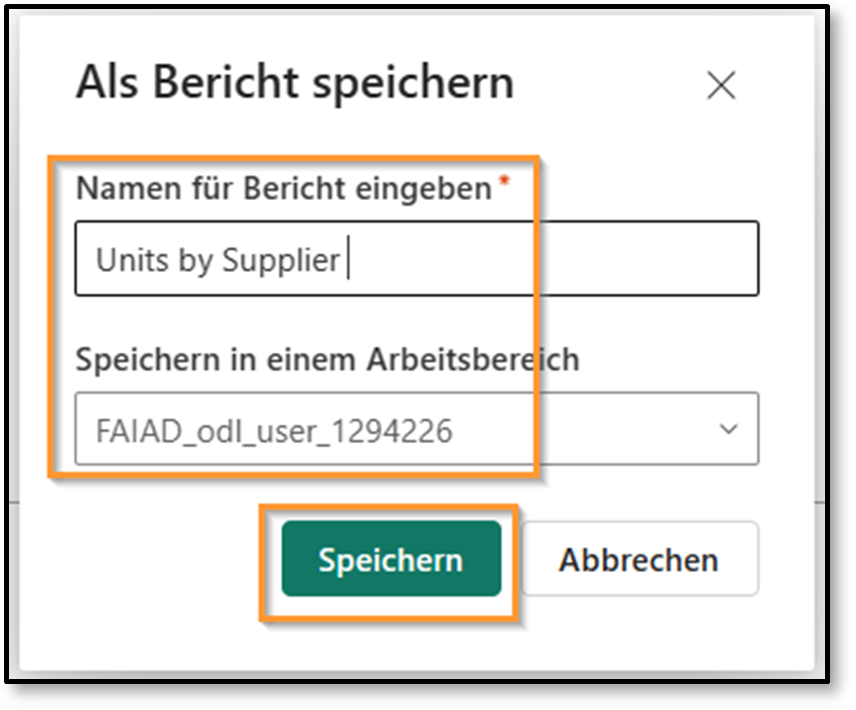 Als Bericht speichern
Namen für Bericht eingeben *
Units by Supplier
Speichern in einem Arbeitsbereich
FAIAD_odl_user_1294226
Speichern Abbrechen